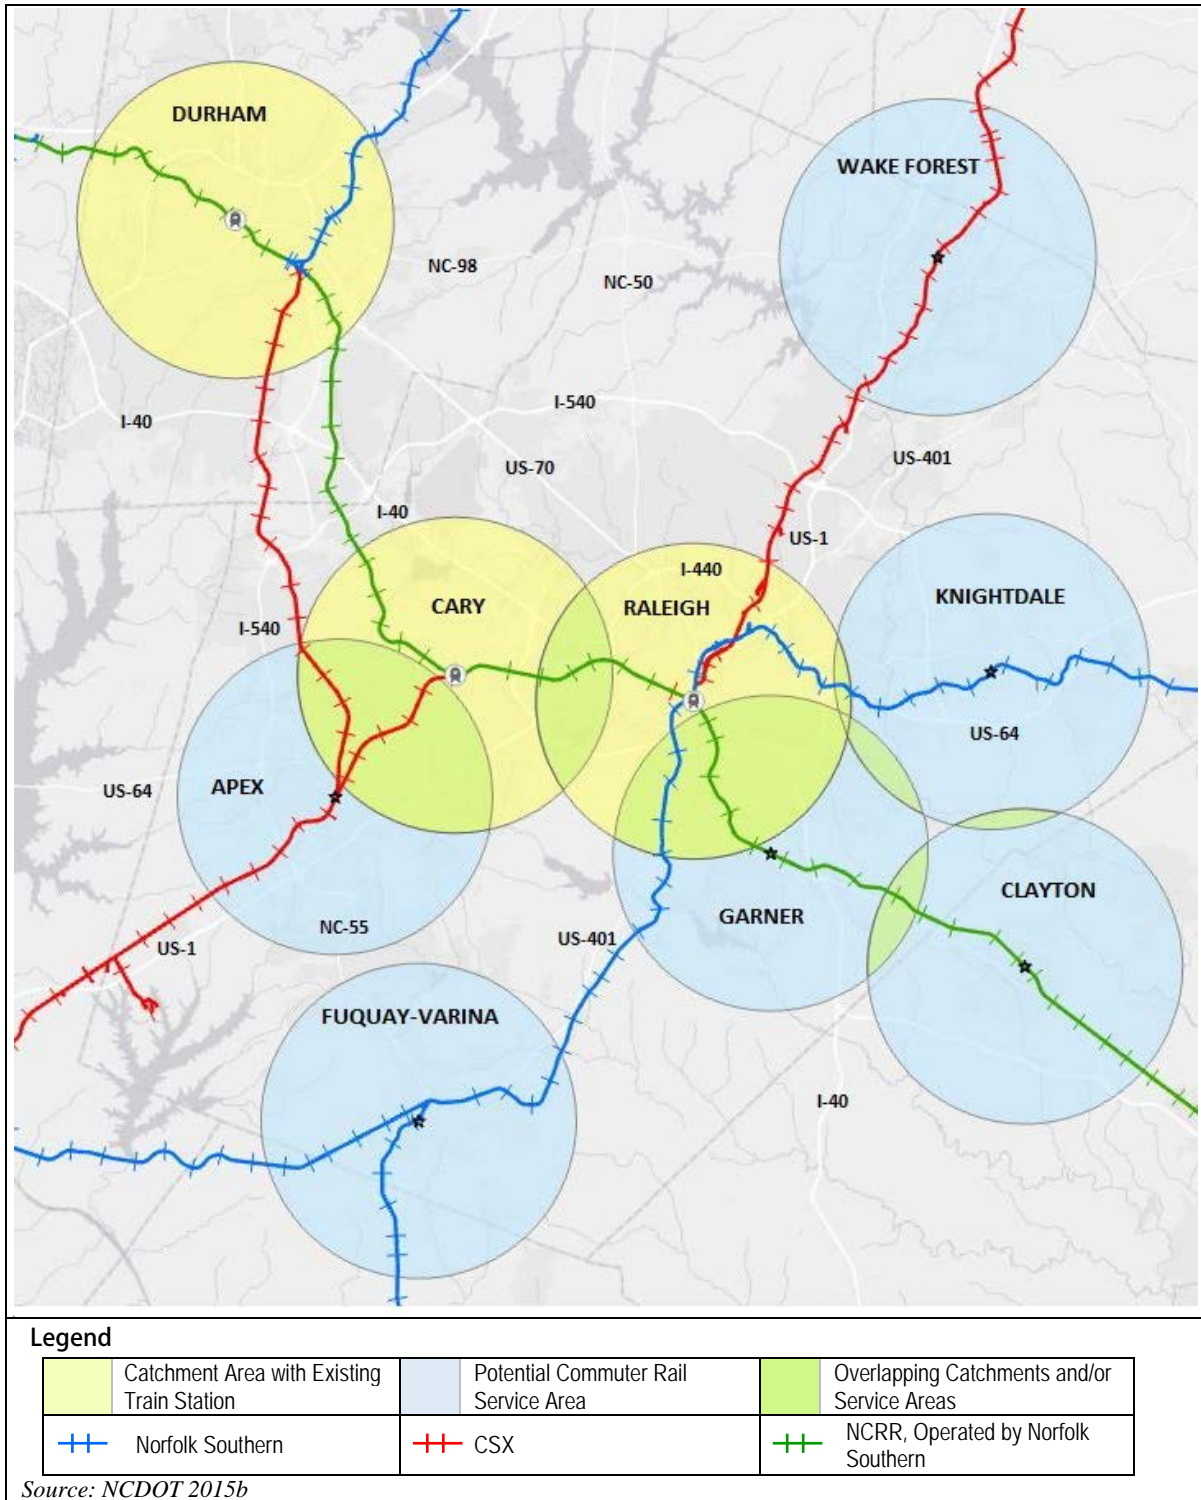 DURHAM
WAKE FOREST
NC-98
NC-50
I-540
I-40
US-401
US-70
I-40
US-1
I-440
KNIGHTDALE
CARY
RALEIGH
I-540
US-64
APEX
US-64
CLAYTON
GARNER
NC-55
US-401
US-1
FUQUAY-VARINA
I-40
Legend
Catchment Area with Existing
Train Station
Potential Commuter Rail
Service Area
Overlapping Catchments and/or
Service Areas
Norfolk Southern
CSX
NCRR, Operated by Norfolk
Southern
Source: NCDOT 2015b